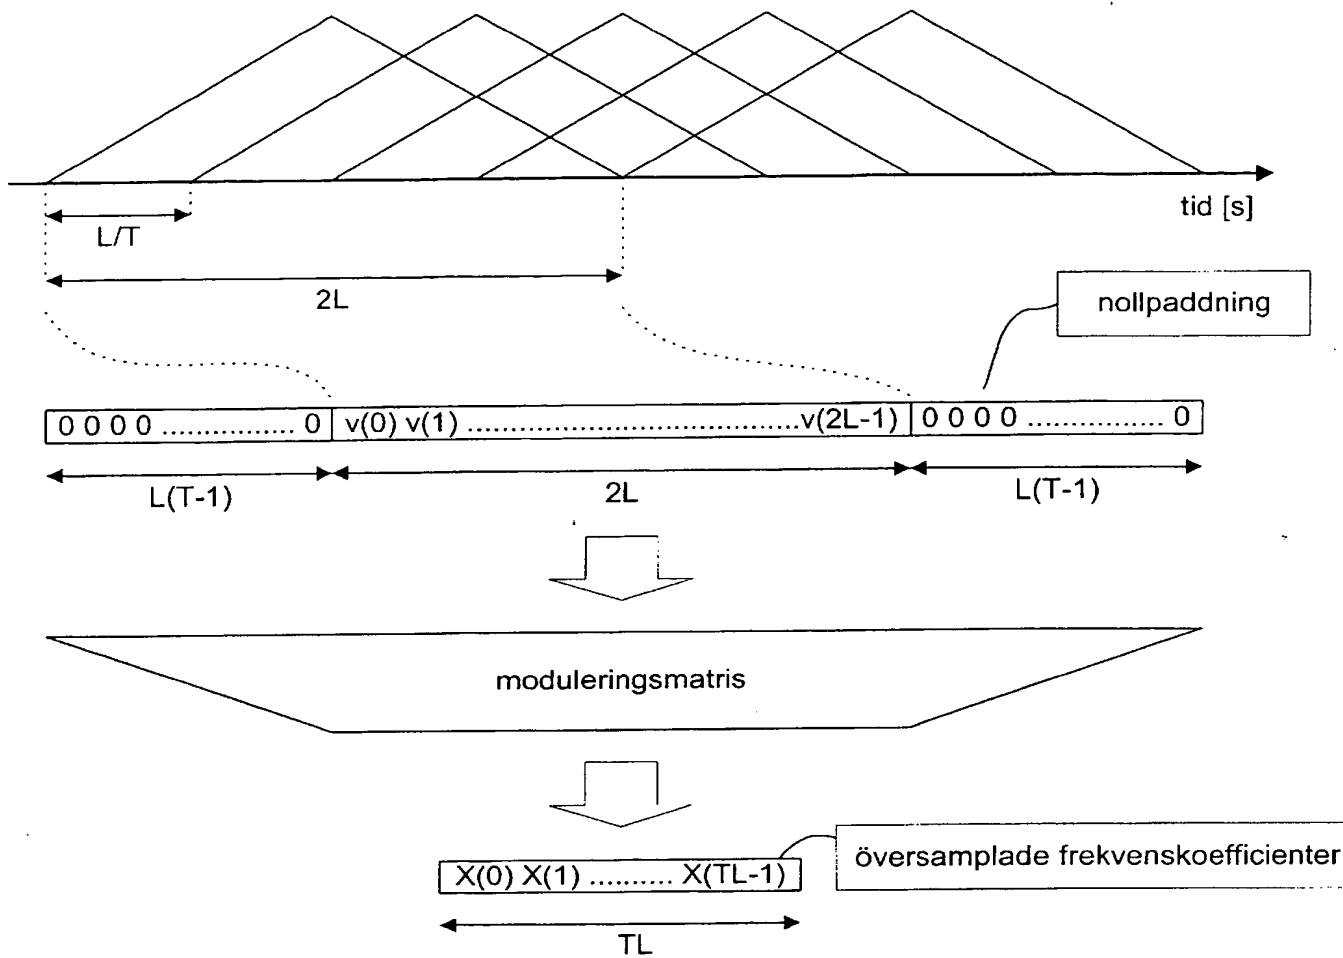 tid [s]
L/T
2L
nollpaddning
0 0 0 0 ............... 0 v(0) v(1) .....................................v(2L-1) 0 0 0 0 ............... 0
L(T-1)
2L
L(T-1)
moduleringsmatris
översamplade frekvenskoefficienter
X(0) X(1) .......... X(TL-1)
TL